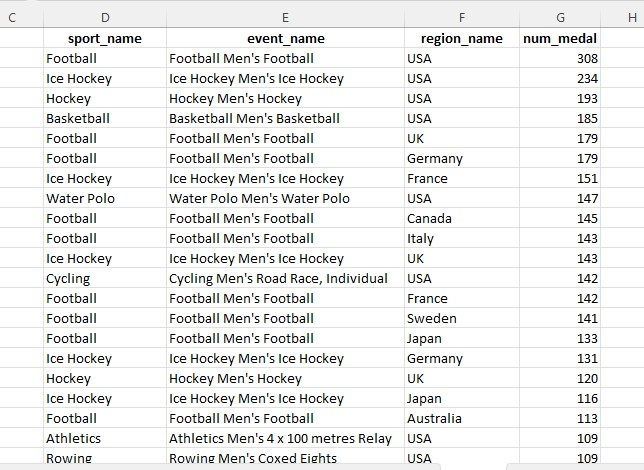 C D E F G H
sport_name event_name region_name num_medal
Football Football Men's Football USA 308
Ice Hockey Ice Hockey Men's Ice Hockey USA 234
Hockey Hockey Men's Hockey USA 193
Basketball Basketball Men's Basketball USA 185
Football Football Men's Football UK 179
Football Football Men's Football Germany 179
Ice Hockey Ice Hockey Men's Ice Hockey France 151
Water Polo Water Polo Men's Water Polo USA 147
Football Football Men's Football Canada 145
Football Football Men's Football Italy 143
Ice Hockey Ice Hockey Men's Ice Hockey UK 143
Cycling Cycling Men's Road Race, Individual USA 142
Football Football Men's Football France 142
Football Football Men's Football Sweden 141
Football Football Men's Football Japan 133
Ice Hockey Ice Hockey Men's Ice Hockey Germany 131
Hockey Hockey Men's Hockey UK 120
Ice Hockey Ice Hockey Men's Ice Hockey Japan 116
Football Football Men's Football Australia 113
Athletics Athletics Men's 4 x 100 metres Relay USA 109
Rowing Rowing Men's Coxed Eights USA 109